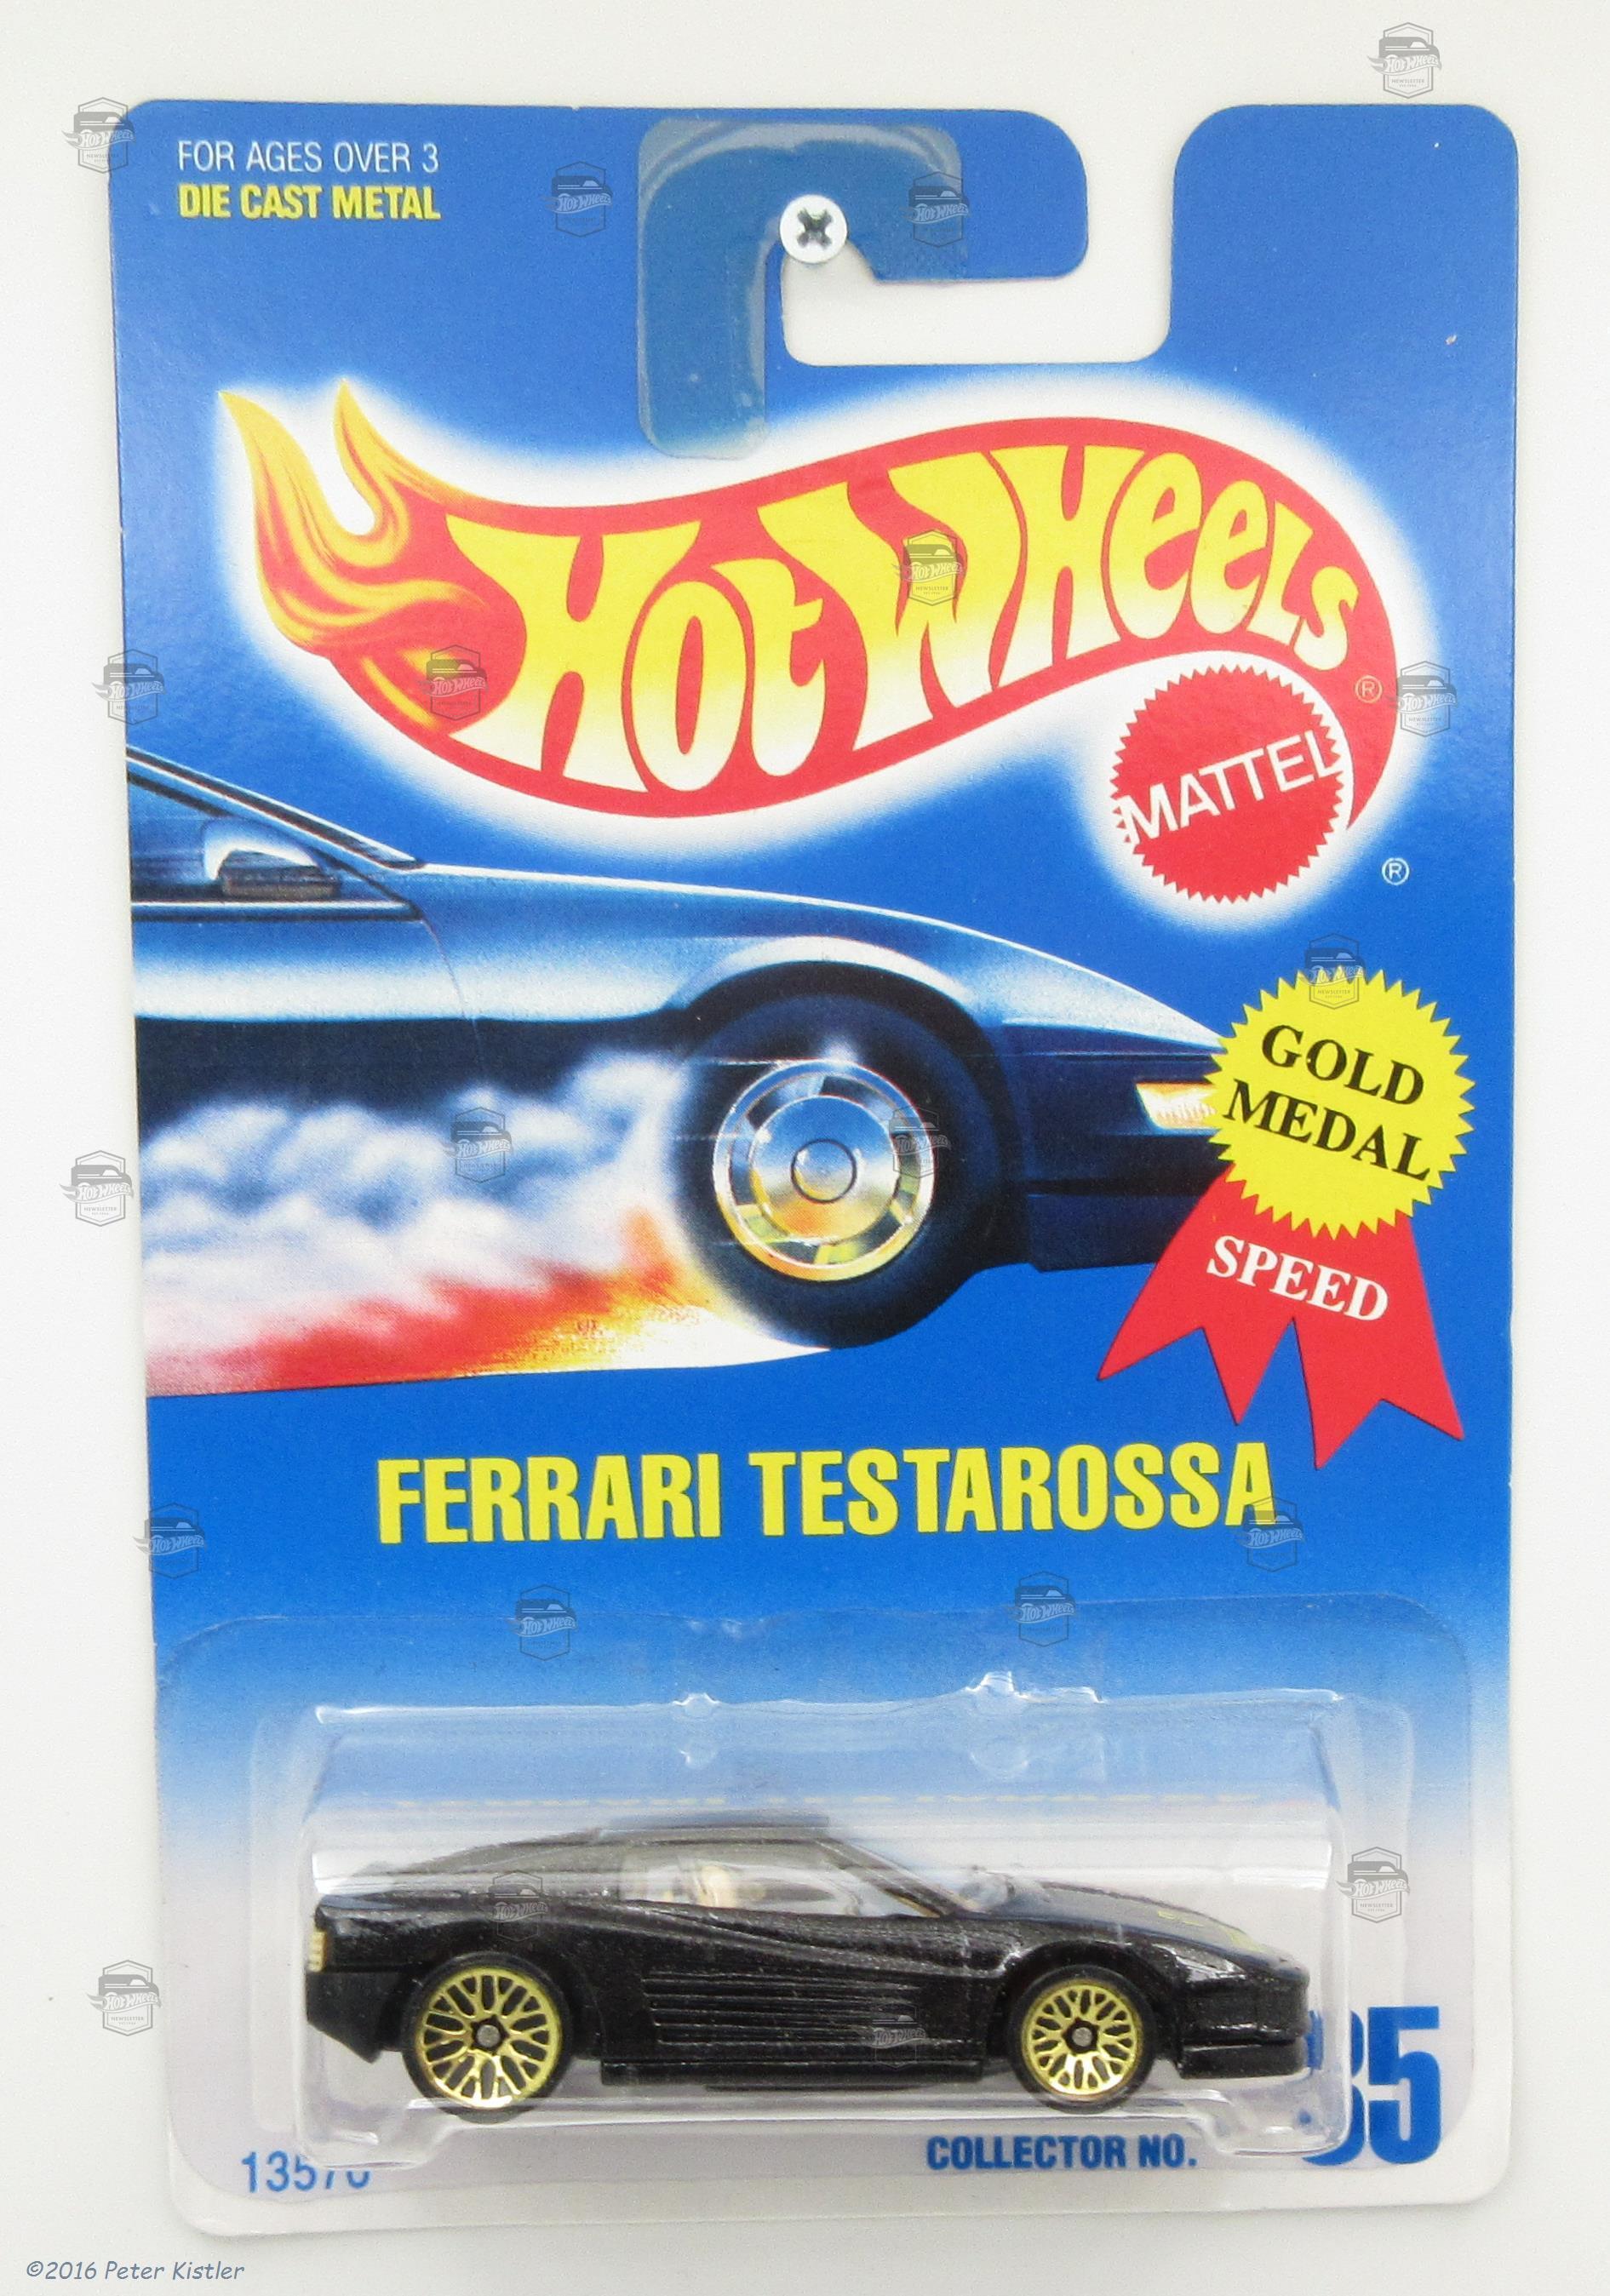 FOR AGES OVER 3
DIE CAST METAL
Hot Wheels
®
MATTEL
®
GOLD
MEDAL
SPEED
FERRARI TESTAROSSA
COLLECTOR NO.
©2016 Peter Kistler